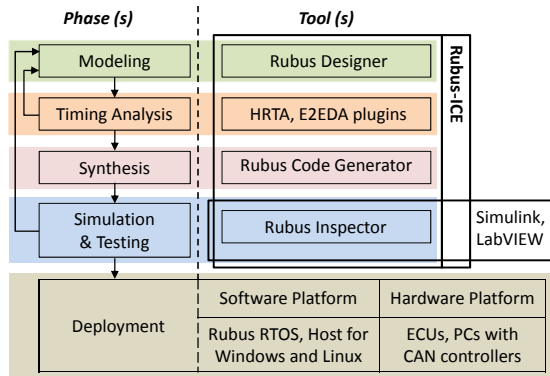 Phase (s)
Tool (s)
Modeling
Rubus Designer
Rubus-ICE
Timing Analysis
HRTA, E2EDA plugins
Synthesis
Rubus Code Generator
Simulation
& Testing
Rubus Inspector
Simulink,
LabVIEW
Deployment
Software Platform
Hardware Platform
Rubus RTOS, Host for
Windows and Linux
ECUs, PCs with
CAN controllers